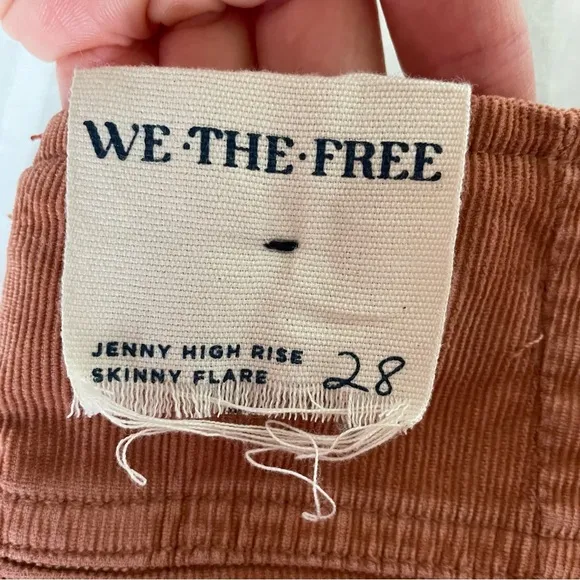 WE·THE·FREE
JENNY HIGH RISE
SKINNY FLARE 28